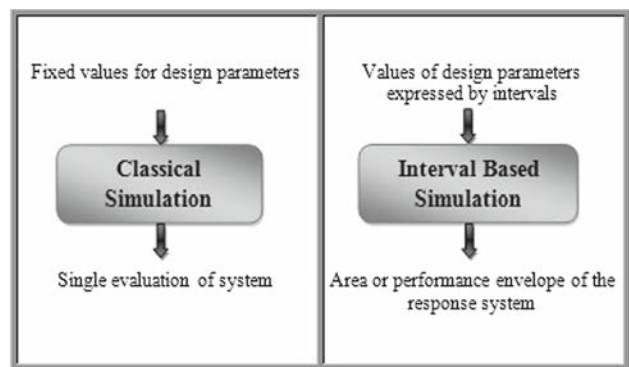 Fixed values for design parameters
Classical
Simulation
Single evaluation of system
Values of design parameters
expressed by intervals
Interval Based
Simulation
Area or performance envelope of the
response system